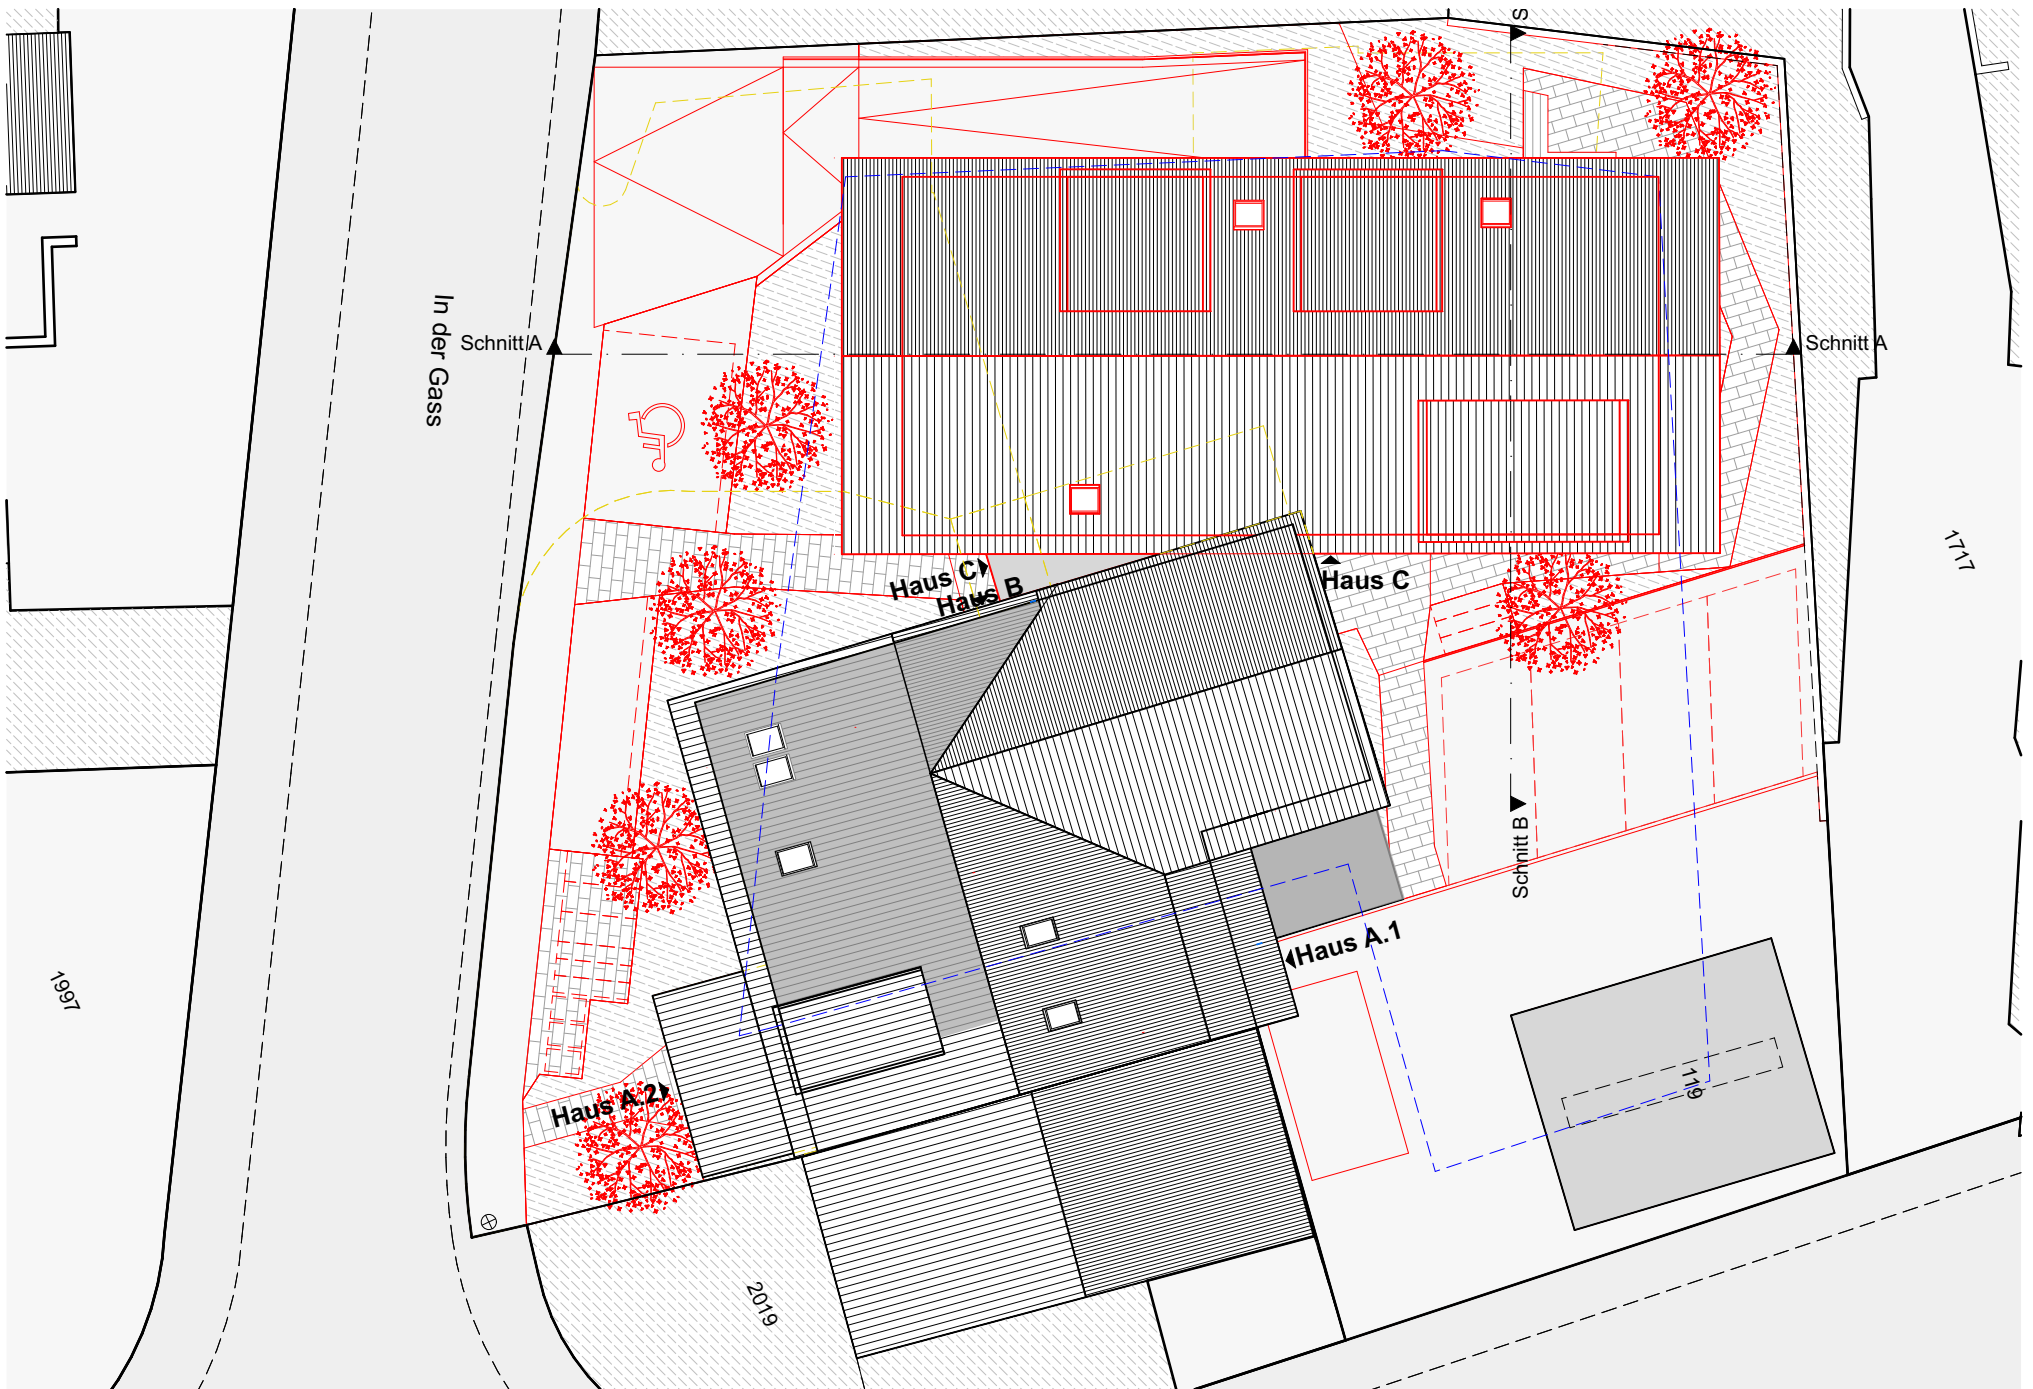 S
In der Gass
Schnitt A
Schnitt A
1717
Haus C
Haus B
Haus C
Schnitt B
Haus A.1
1997
Haus A.2
119
2019